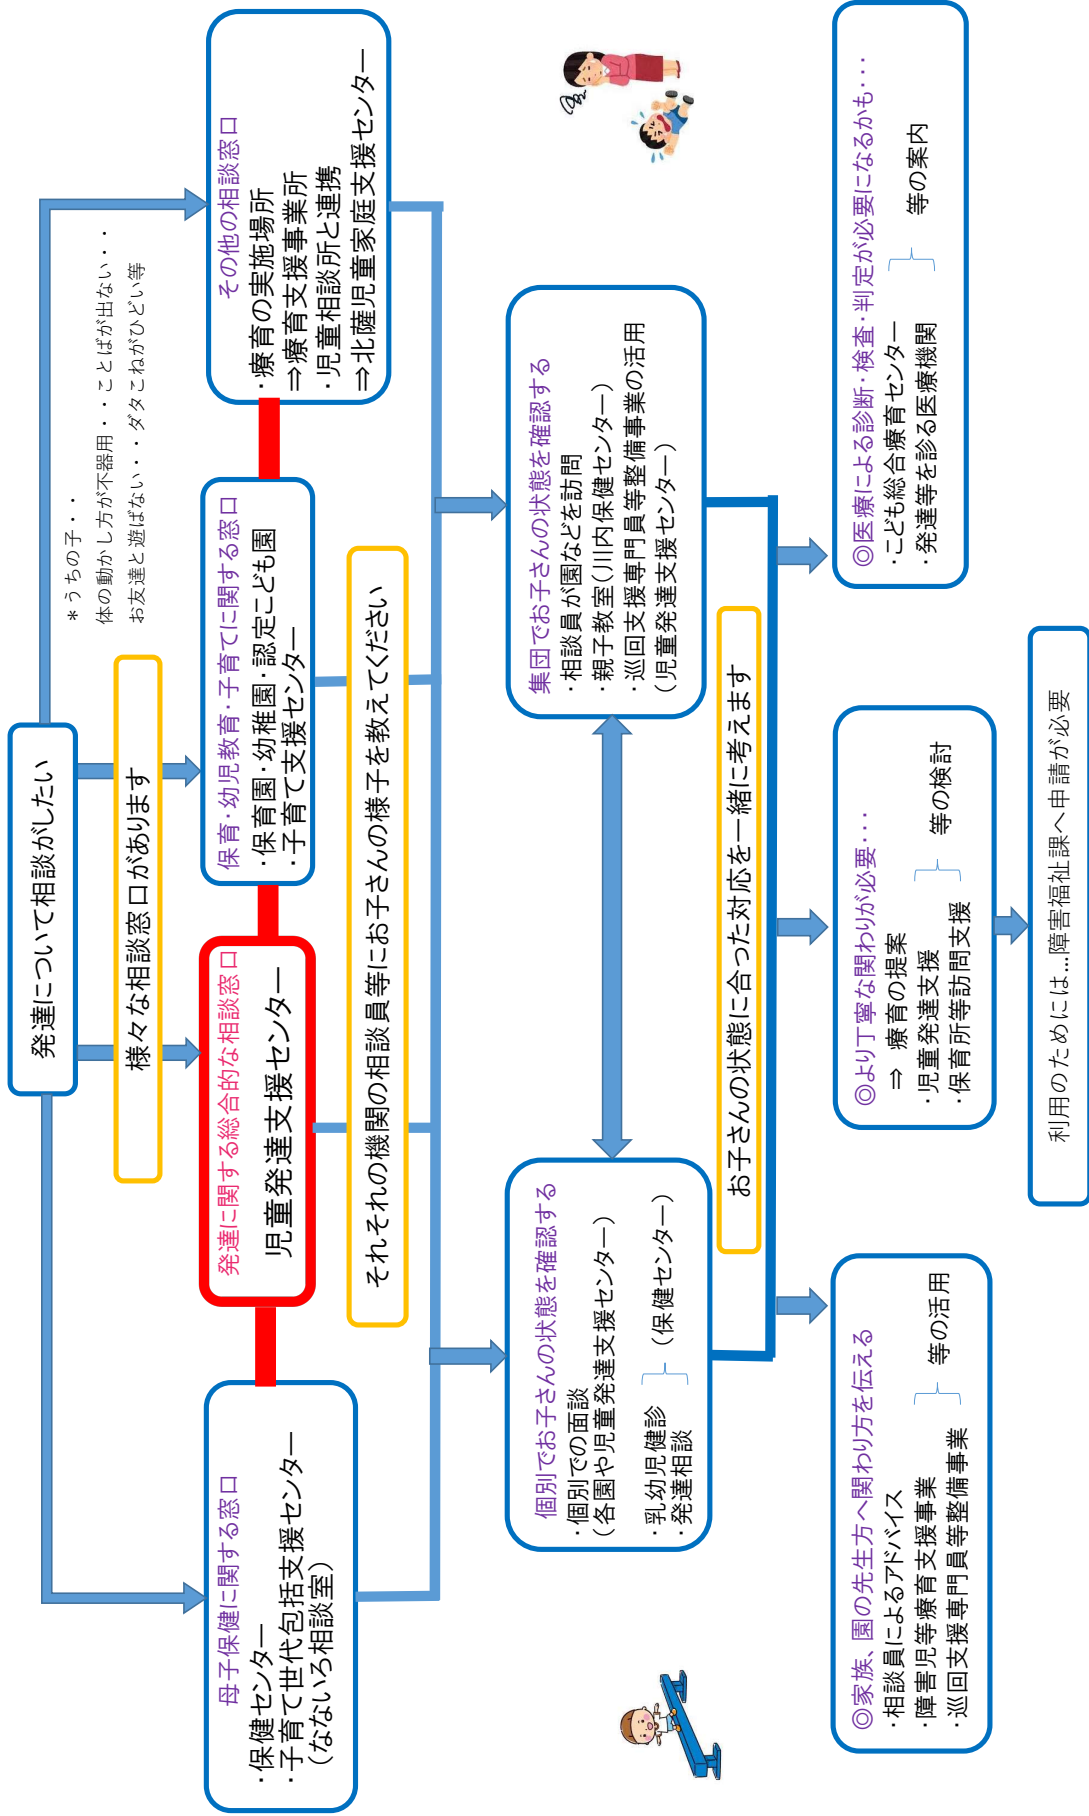 発達について相談がしたい
＊うちの子・・
体の動かし方が不器用・・ことばが出ない・・
お友達と遊ばない・・ダタこねがひどい等
様々な相談窓口があります
母子保健に関する窓口
・保健センター
・子育て世代包括支援センター
（なないろ相談室）
発達に関する総合的な相談窓口
児童発達支援センター
保育・幼児教育・子育てに関する窓口
・保育園・幼稚園・認定こども園
・子育て支援センター
その他の相談窓口
・療育の実施場所
⇒療育支援事業所
・児童相談所と連携
⇒北薩児童家庭支援センター
それぞれの機関の相談員等にお子さんの様子を教えてください
個別でお子さんの状態を確認する
・個別での面談
（各園や児童発達支援センター）
・乳幼児健診
・発達相談
（保健センター）
集団でお子さんの状態を確認する
・相談員が園などを訪問
・親子教室（川内保健センター）
・巡回支援専門員等整備事業の活用
（児童発達支援センター）
お子さんの状態に合った対応を一緒に考えます
◎家族、園の先生方へ関わり方を伝える
・相談員によるアドバイス
・障害児等療育支援事業
・巡回支援専門員等整備事業
等の活用
◎より丁寧な関わりが必要・・・
⇒ 療育の提案
・児童発達支援
・保育所等訪問支援
等の検討
◎医療による診断・検査・判定が必要になるかも・・・
・こども総合療育センター
・発達等を診る医療機関
等の案内
利用のためには…障害福祉課へ申請が必要